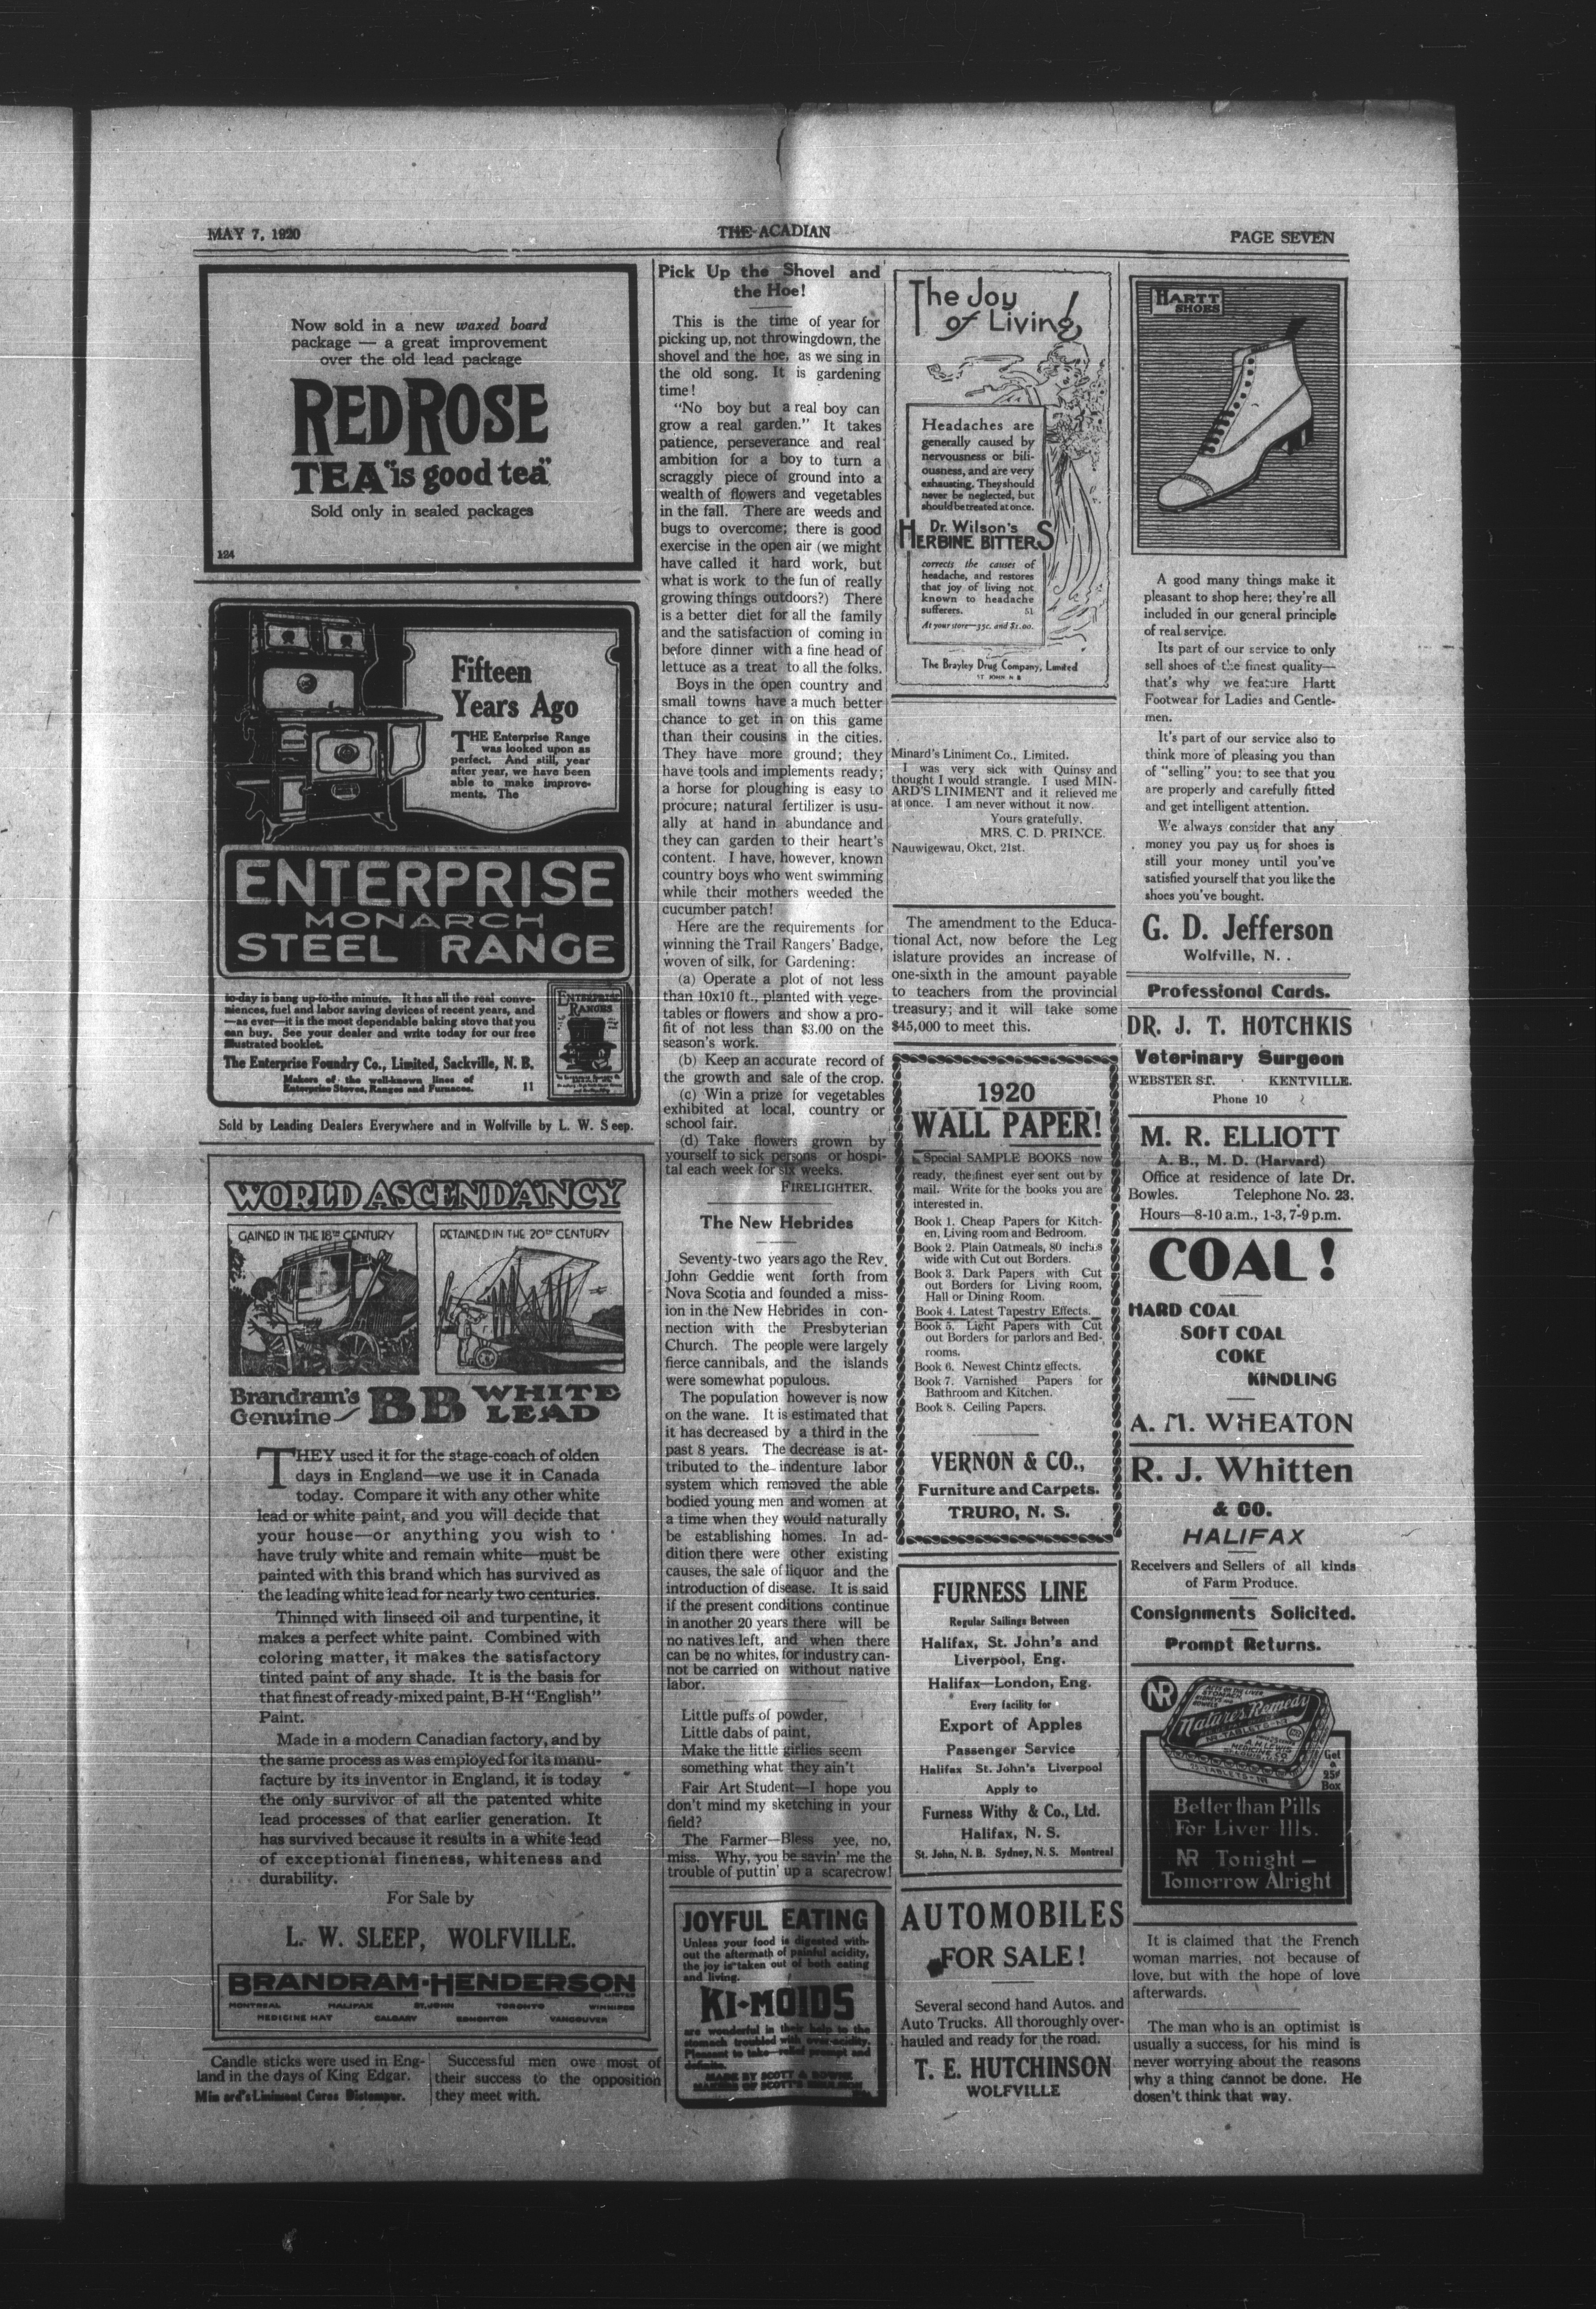 MAY 7, 1920
THE ACADIAN
PAGE SEVEN
Now sold in a new waxed board
package — a great improvement
over the old lead package
RED ROSE
TEA "is good tea"
Sold only in sealed packages
124
Fifteen
Years Ago
THE Enterprise Range
was looked upon as
perfect. And still, year
after year, we have been
able to make improve-
ments. The
ENTERPRISE
MONARCH
STEEL RANGE
to-day is bang up-to-the minute. It has all the real conve-
niences, fuel and labor saving devices of recent years, and
—as ever—it is the most dependable baking stove that you
can buy. See your dealer and write today for our free
illustrated booklet.
The Enterprise Foundry Co., Limited, Sackville, N. B.
Makers of the well-known lines of
Enterprise Stoves, Ranges and Furnaces.
11
ENTERPRISE
RANGES
Sold by Leading Dealers Everywhere and in Wolfville by L. W. S eep.
WORLD ASCENDANCY
GAINED IN THE 18TH CENTURY
RETAINED IN THE 20TH CENTURY
Brandram's
Genuine
BB WHITE
LEAD
THEY used it for the stage-coach of olden
days in England—we use it in Canada
today. Compare it with any other white
lead or white paint, and you will decide that
your house—or anything you wish to
have truly white and remain white—must be
painted with this brand which has survived as
the leading white lead for nearly two centuries.
Thinned with linseed oil and turpentine, it
makes a perfect white paint. Combined with
coloring matter, it makes the satisfactory
tinted paint of any shade. It is the basis for
that finest of ready-mixed paint, B-H "English"
Paint.
Made in a modern Canadian factory, and by
the same process as was employed for its manu-
facture by its inventor in England, it is today
the only survivor of all the patented white
lead processes of that earlier generation. It
has survived because it results in a white lead
of exceptional fineness, whiteness and
durability.
For Sale by
L. W. SLEEP, WOLFVILLE.
BRANDRAM-HENDERSON
LIMITED
MONTREAL HALIFAX ST. JOHN TORONTO WINNIPEG
MEDICINE HAT CALGARY EDMONTON VANCOUVER
Candle sticks were used in Eng-
land in the days of King Edgar.
Min ard's Liniment Cures Distemper.
Successful men owe most of
their success to the opposition
they meet with.
Pick Up the Shovel and
the Hoe!
This is the time of year for
picking up, not throwingdown, the
shovel and the hoe, as we sing in
the old song. It is gardening
time!
"No boy but a real boy can
grow a real garden." It takes
patience, perseverance and real
ambition for a boy to turn a
scraggly piece of ground into a
wealth of flowers and vegetables
in the fall. There are weeds and
bugs to overcome; there is good
exercise in the open air (we might
have called it hard work, but
what is work to the fun of really
growing things outdoors?) There
is a better diet for all the family
and the satisfaction of coming in
before dinner with a fine head of
lettuce as a treat to all the folks.
Boys in the open country and
small towns have a much better
chance to get in on this game
than their cousins in the cities.
They have more ground; they
have tools and implements ready;
a horse for ploughing is easy to
procure; natural fertilizer is usu-
ally at hand in abundance and
they can garden to their heart's
content. I have, however, known
country boys who went swimming
while their mothers weeded the
cucumber patch!
Here are the requirements for
winning the Trail Rangers' Badge,
woven of silk, for Gardening:
(a) Operate a plot of not less
than 10x10 ft., planted with vege-
tables or flowers and show a pro-
fit of not less than $3.00 on the
season's work.
(b) Keep an accurate record of
the growth and sale of the crop.
(c) Win a prize for vegetables
exhibited at local, country or
school fair.
(d) Take flowers grown by
yourself to sick persons or hospi-
tal each week for six weeks.
FIRELIGHTER.
The New Hebrides
Seventy-two years ago the Rev.
John Geddie went forth from
Nova Scotia and founded a miss-
ion in the New Hebrides in con-
nection with the Presbyterian
Church. The people were largely
fierce cannibals, and the islands
were somewhat populous.
The population however is now
on the wane. It is estimated that
it has decreased by a third in the
past 8 years. The decrease is at-
tributed to the indenture labor
system which removed the able
bodied young men and women at
a time when they would naturally
be establishing homes. In ad-
dition there were other existing
causes, the sale of liquor and the
introduction of disease. It is said
if the present conditions continue
in another 20 years there will be
no natives left, and when there
can be no whites, for industry can-
not be carried on without native
labor.
Little puffs of powder,
Little dabs of paint,
Make the little girlies seem
something what they ain't
Fair Art Student—I hope you
don't mind my sketching in your
field?
The Farmer—Bless yee, no,
miss. Why, you be savin' me the
trouble of puttin' up a scarecrow!
JOYFUL EATING
Unless your food is digested with-
out the aftermath of painful acidity,
the joy is taken out of both eating
and living.
KI-MOIDS
are wonderful in their help to the
stomach troubled with over-acidity.
Pleasant to take—relief prompt and
definite.
MADE BY SCOTT & BOWNE
MAKERS OF SCOTT'S EMULSION
The Joy
of Living!
Headaches are
generally caused by
nervousness or bili-
ousness, and are very
exhausting. They should
never be neglected, but
should be treated at once.
Dr. Wilson's
HERBINE BITTERS
corrects the causes of
headache, and restores
that joy of living not
known to headache
sufferers. 51
At your store—35c. and $1.00.
The Brayley Drug Company, Limited
ST JOHN N B
Minard's Liniment Co., Limited.
I was very sick with Quinsy and
thought I would strangle. I used MIN-
ARD'S LINIMENT and it relieved me
at once. I am never without it now.
Yours gratefully.
MRS. C. D. PRINCE.
Nauwigewau, Okct, 21st.
The amendment to the Educa-
tional Act, now before the Leg
islature provides an increase of
one-sixth in the amount payable
to teachers from the provincial
treasury; and it will take some
$45,000 to meet this.
1920
WALL PAPER!
Special SAMPLE BOOKS now
ready, the finest eyer sent out by
mail. Write for the books you are
interested in.
Book 1. Cheap Papers for Kitch-
en, Living room and Bedroom.
Book 2. Plain Oatmeals, 80 inches
wide with Cut out Borders.
Book 3. Dark Papers with Cut
out Borders for Living Room,
Hall or Dining Room.
Book 4. Latest Tapestry Effects.
Book 5. Light Papers with Cut
out Borders for parlors and Bed-
rooms.
Book 6. Newest Chintz effects.
Book 7. Varnished Papers for
Bathroom and Kitchen.
Book 8. Ceiling Papers.
VERNON & CO.,
Furniture and Carpets.
TRURO, N. S.
FURNESS LINE
Regular Sailings Between
Halifax, St. John's and
Liverpool, Eng.
Halifax—London, Eng.
Every facility for
Export of Apples
Passenger Service
Halifax St. John's Liverpool
Apply to
Furness Withy & Co., Ltd.
Halifax, N. S.
St. John, N. B. Sydney, N. S. Montreal
AUTOMOBILES
FOR SALE!
Several second hand Autos. and
Auto Trucks. All thoroughly over-
hauled and ready for the road.
T. E. HUTCHINSON
WOLFVILLE
HARTT
SHOES
A good many things make it
pleasant to shop here; they're all
included in our general principle
of real service.
Its part of our service to only
sell shoes of the finest quality—
that's why we feature Hartt
Footwear for Ladies and Gentle-
men.
It's part of our service also to
think more of pleasing you than
of "selling" you; to see that you
are properly and carefully fitted
and get intelligent attention.
We always consider that any
money you pay us for shoes is
still your money until you've
satisfied yourself that you like the
shoes you've bought.
G. D. Jefferson
Wolfville, N. .
Professional Cards.
DR. J. T. HOTCHKIS
Veterinary Surgeon
WEBSTER ST. KENTVILLE.
Phone 10
M. R. ELLIOTT
A. B., M. D. (Harvard)
Office at residence of late Dr.
Bowles. Telephone No. 23.
Hours—8-10 a.m., 1-3, 7-9 p.m.
COAL!
HARD COAL
SOFT COAL
COKE
KINDLING
A. M. WHEATON
R. J. Whitten
& CO.
HALIFAX
Receivers and Sellers of all kinds
of Farm Produce.
Consignments Solicited.
Prompt Returns.
NR
Nature's Remedy
NR-TABLETS-NR
A.H. LEWIS
MEDICINE CO.
ST. LOUIS, U.S.A.
25-TABLETS-NR
Get
a
25¢
Box
Better than Pills
For Liver Ills.
NR Tonight—
Tomorrow Alright
It is claimed that the French
woman marries, not because of
love, but with the hope of love
afterwards.
The man who is an optimist is
usually a success, for his mind is
never worrying about the reasons
why a thing cannot be done. He
dosen't think that way.